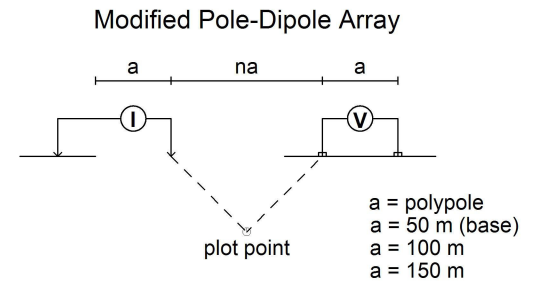 Modified Pole-Dipole Array
a na a
I V
plot point
a = polypole
a = 50 m (base)
a = 100 m
a = 150 m